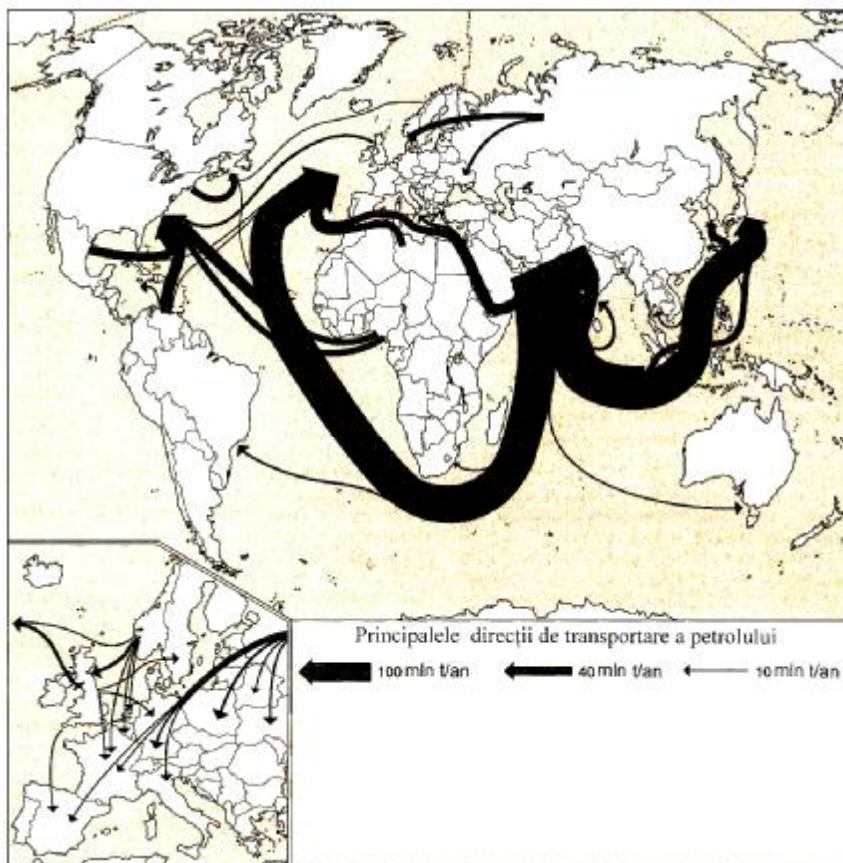 Principalele direcții de transportare a petrolului
100 mln t/an 40 mln t/an 10 mln t/an